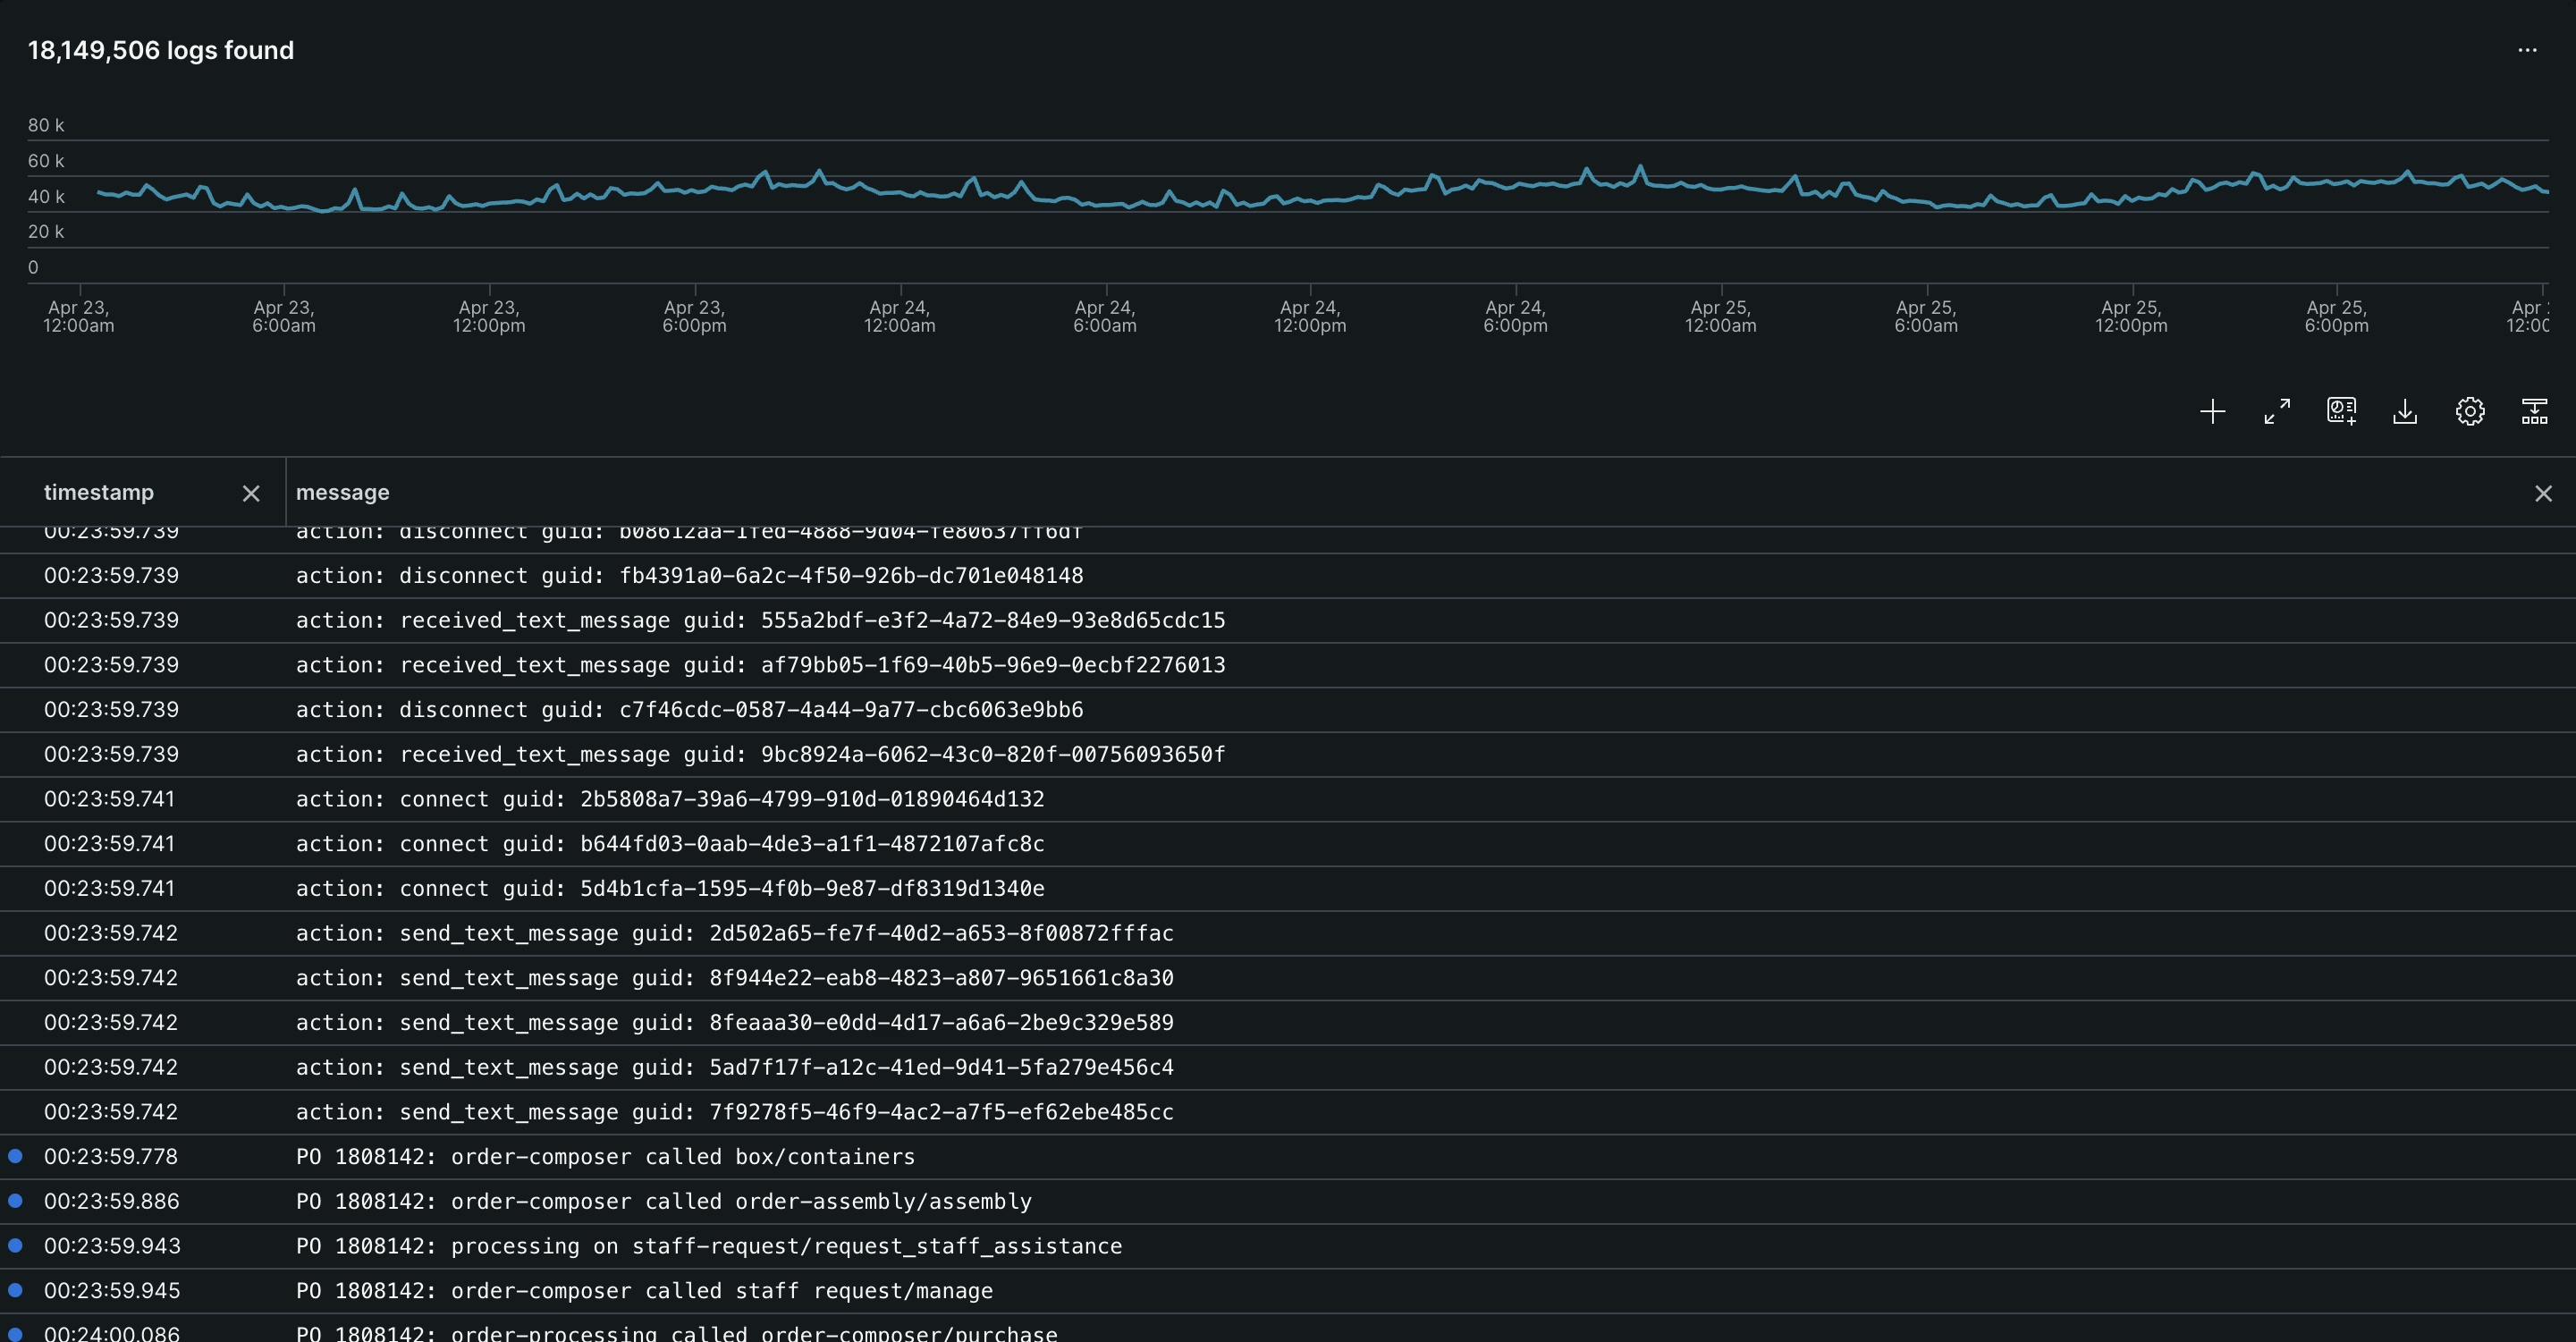 18,149,506 logs found
80 k
60 k
40 k
20 k
0
Apr 23, 12:00am
Apr 23, 6:00am
Apr 23, 12:00pm
Apr 23, 6:00pm
Apr 24, 12:00am
Apr 24, 6:00am
Apr 24, 12:00pm
Apr 24, 6:00pm
Apr 25, 12:00am
Apr 25, 6:00am
Apr 25, 12:00pm
Apr 25, 6:00pm
Apr
timestamp message
00:23:59.739 action: disconnect guid: b08612aa-1fed-4888-9d04-fe80637ff6df
00:23:59.739 action: disconnect guid: fb4391a0-6a2c-4f50-926b-dc701e048148
00:23:59.739 action: received_text_message guid: 555a2bdf-e3f2-4a72-84e9-93e8d65cdc15
00:23:59.739 action: received_text_message guid: af79bb05-1f69-40b5-96e9-0ecbf2276013
00:23:59.739 action: disconnect guid: c7f46cdc-0587-4a44-9a77-cbc6063e9bb6
00:23:59.739 action: received_text_message guid: 9bc8924a-6062-43c0-820f-00756093650f
00:23:59.741 action: connect guid: 2b5808a7-39a6-4799-910d-01890464d132
00:23:59.741 action: connect guid: b644fd03-0aab-4de3-a1f1-4872107afc8c
00:23:59.741 action: connect guid: 5d4b1cfa-1595-4f0b-9e87-df8319d1340e
00:23:59.742 action: send_text_message guid: 2d502a65-fe7f-40d2-a653-8f00872fffac
00:23:59.742 action: send_text_message guid: 8f944e22-eab8-4823-a807-9651661c8a30
00:23:59.742 action: send_text_message guid: 8feaaa30-e0dd-4d17-a6a6-2be9c329e589
00:23:59.742 action: send_text_message guid: 5ad7f17f-a12c-41ed-9d41-5fa279e456c4
00:23:59.742 action: send_text_message guid: 7f9278f5-46f9-4ac2-a7f5-ef62ebe485cc
00:23:59.778 PO 1808142: order-composer called box/containers
00:23:59.886 PO 1808142: order-composer called order-assembly/assembly
00:23:59.943 PO 1808142: processing on staff-request/request_staff_assistance
00:23:59.945 PO 1808142: order-composer called staff request/manage
00:24:00.086 PO 1808142: order-processing called order-composer/purchase